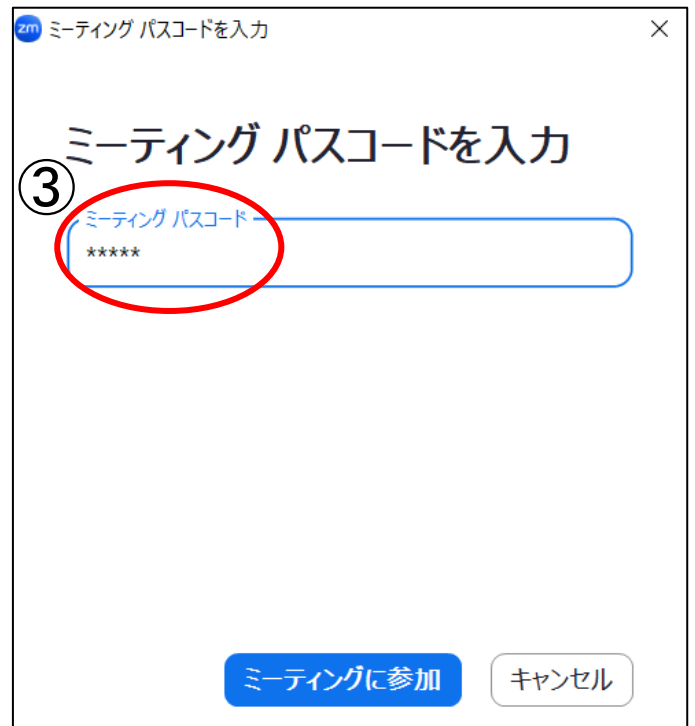 zm ミーティング パスコードを入力
ミーティング パスコードを入力
③
ミーティング パスコード
*****
ミーティングに参加 キャンセル